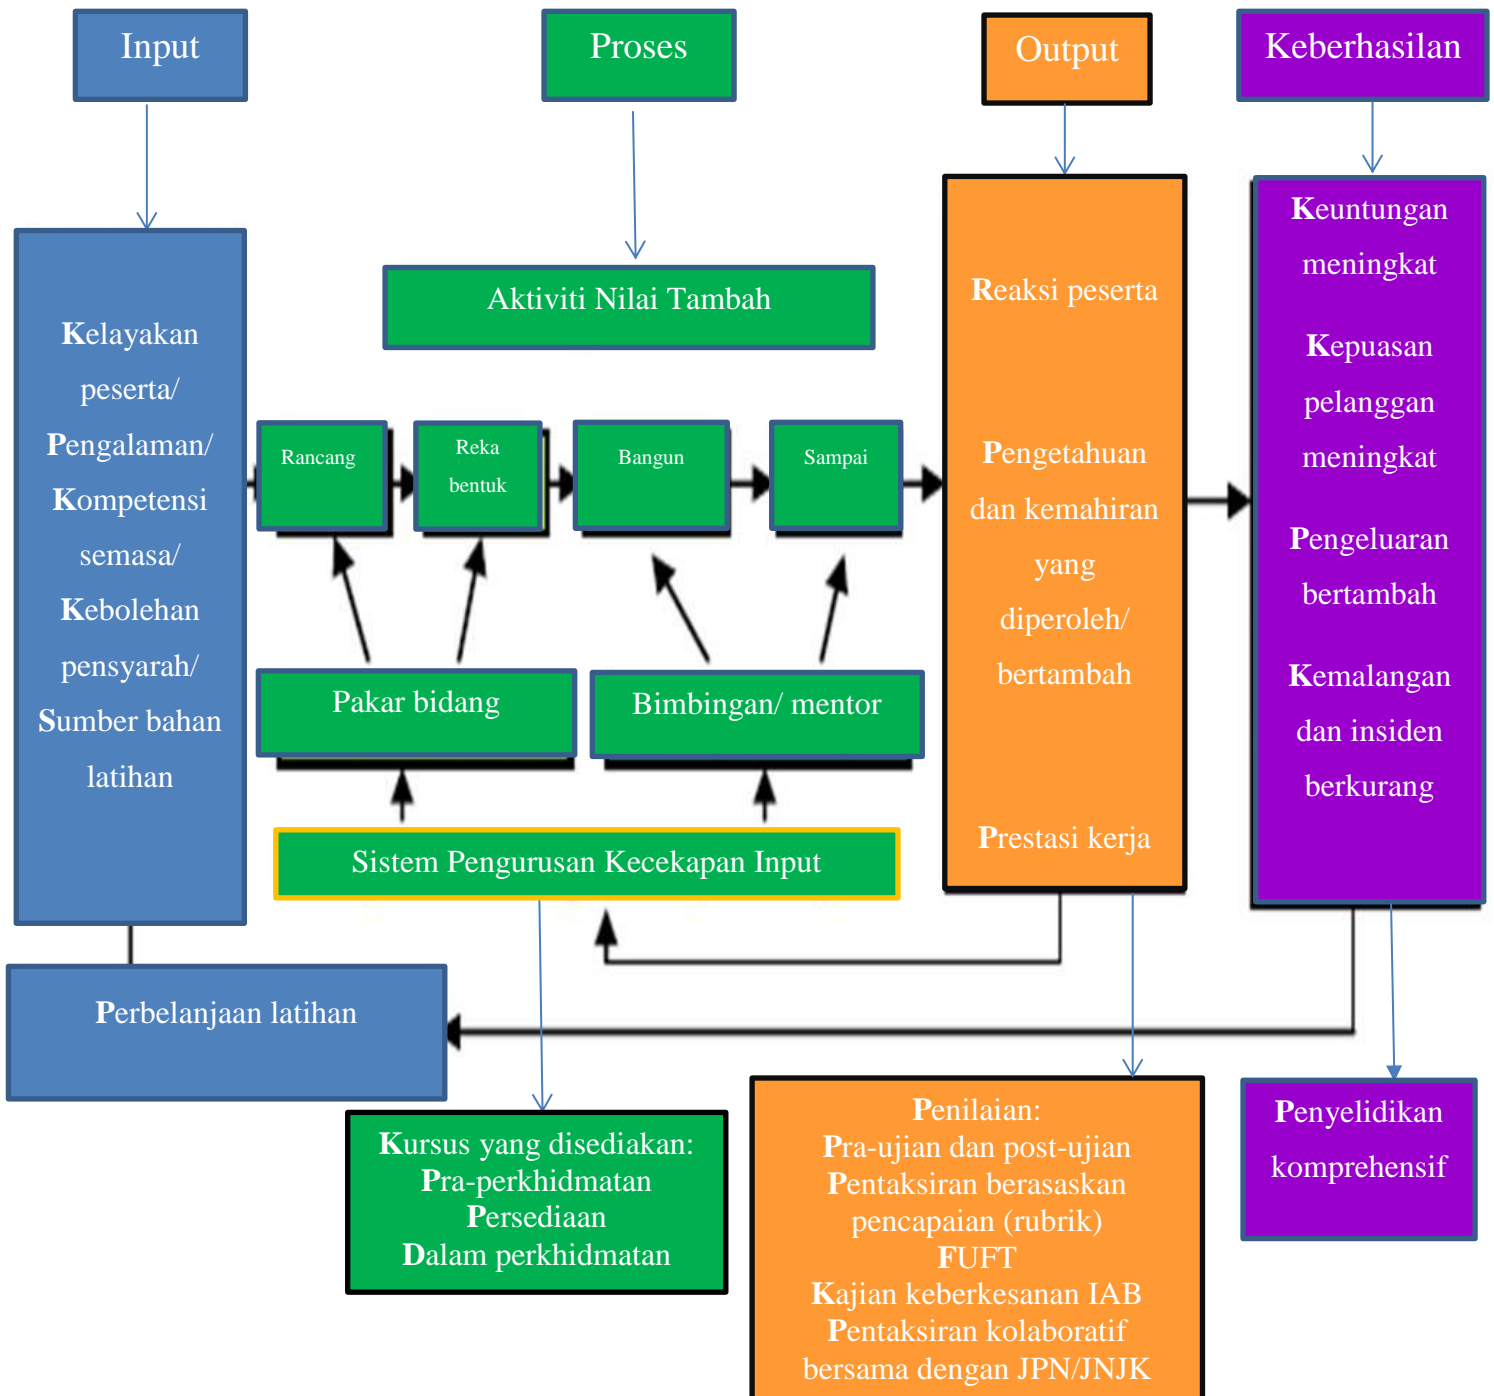 Input
Proses
Output
Keberhasilan
Kelayakan
peserta/
Pengalaman/
Kompetensi
semasa/
Kebolehan
pensyarah/
Sumber bahan
latihan
Aktiviti Nilai Tambah
Rancang
Reka
bentuk
Bangun
Sampai
Pakar bidang
Bimbingan/ mentor
Sistem Pengurusan Kecekapan Input
Reaksi peserta
Pengetahuan
dan kemahiran
yang
diperoleh/
bertambah
Prestasi kerja
Keuntungan
meningkat
Kepuasan
pelanggan
meningkat
Pengeluaran
bertambah
Kemalangan
dan insiden
berkurang
Perbelanjaan latihan
Kursus yang disediakan:
Pra-perkhidmatan
Persediaan
Dalam perkhidmatan
Penilaian:
Pra-ujian dan post-ujian
Pentaksiran berasaskan
pencapaian (rubrik)
FUFT
Kajian keberkesanan IAB
Pentaksiran kolaboratif
bersama dengan JPN/JNJK
Penyelidikan
komprehensif